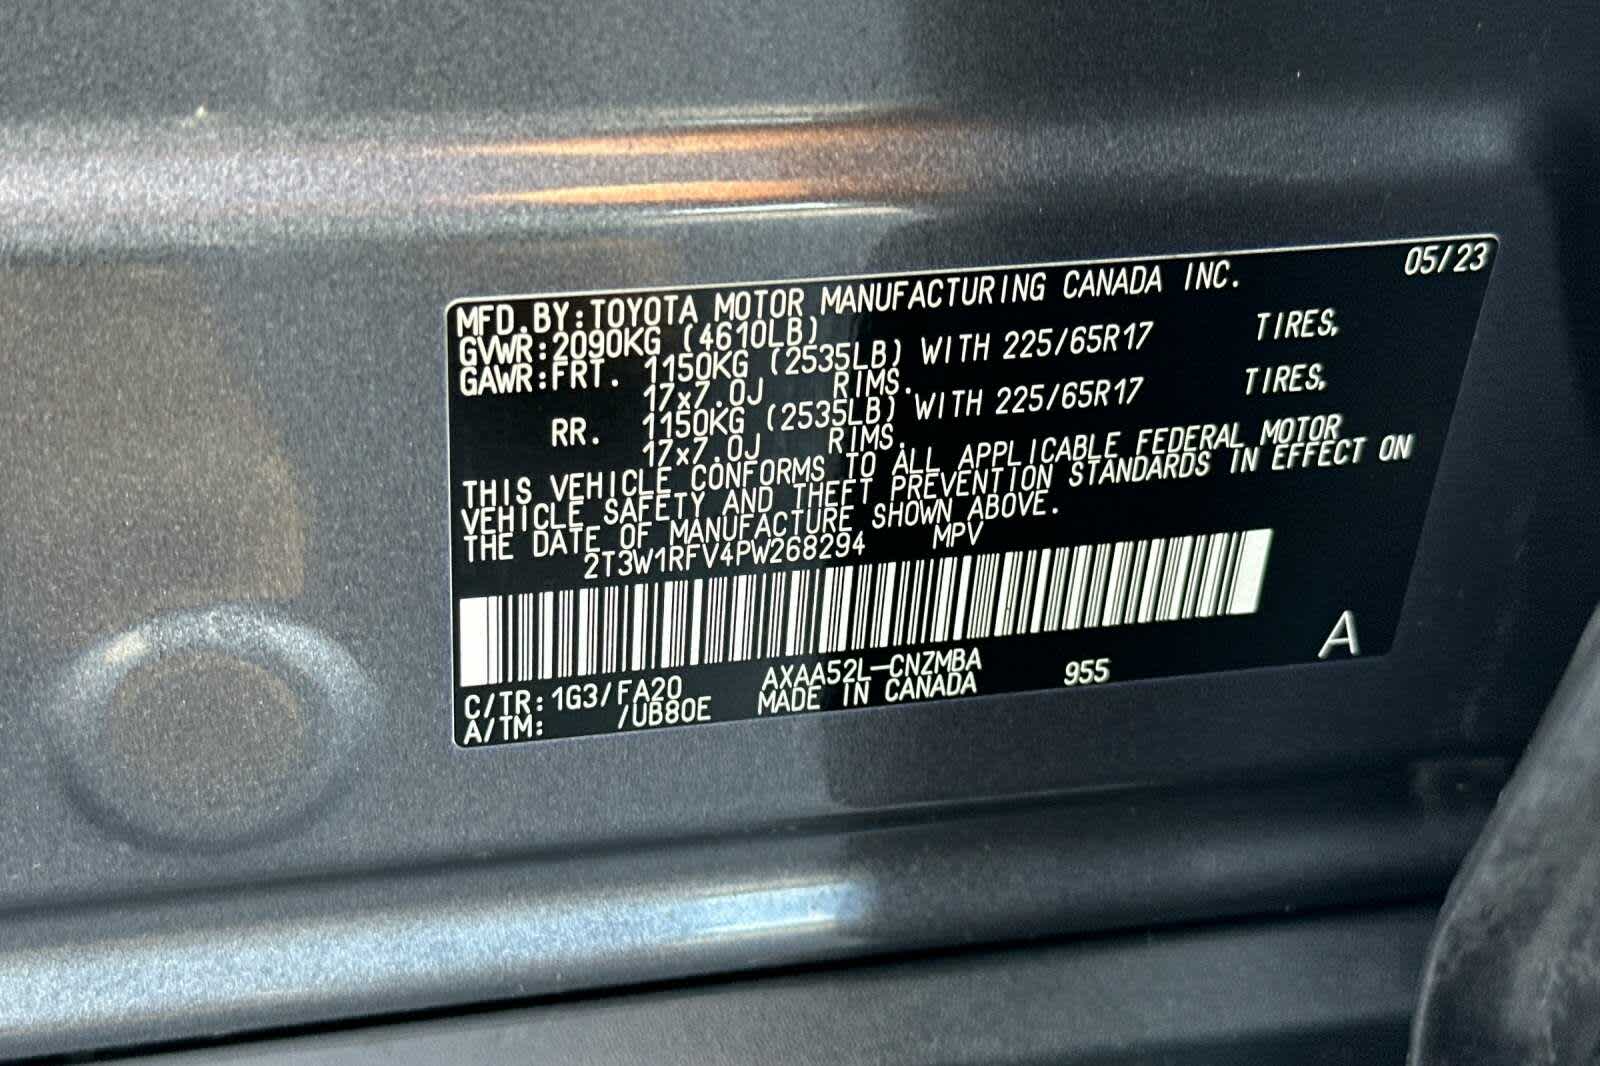 05/23
MFD.BY:TOYOTA MOTOR MANUFACTURING CANADA INC.
GVWR:2090KG (4610LB)
GAWR:FRT. 1150KG (2535LB) WITH 225/65R17 TIRES,
17x7.0J RIMS.
RR. 1150KG (2535LB) WITH 225/65R17 TIRES,
17x7.0J RIMS.
THIS VEHICLE CONFORMS TO ALL APPLICABLE FEDERAL MOTOR
VEHICLE SAFETY AND THEFT PREVENTION STANDARDS IN EFFECT ON
THE DATE OF MANUFACTURE SHOWN ABOVE.
2T3W1RFV4PW268294 MPV
A
C/TR:1G3/FA20 AXAA52L-CNZMBA 955
A/TM: /UB80E MADE IN CANADA